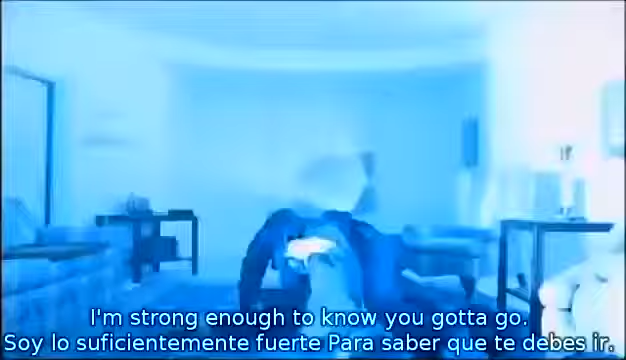 I'm strong enough to know you gotta go.
Soy lo suficientemente fuerte Para saber que te debes ir.